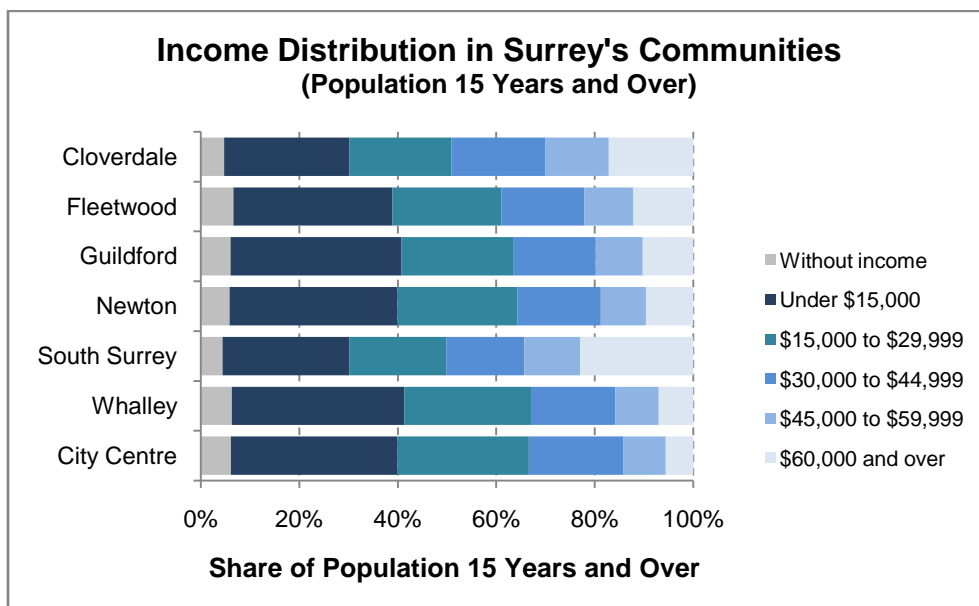 Income Distribution in Surrey's Communities
(Population 15 Years and Over)
Cloverdale
Fleetwood
Guildford
Newton
South Surrey
Whalley
City Centre
Without income
Under $15,000
$15,000 to $29,999
$30,000 to $44,999
$45,000 to $59,999
$60,000 and over
0% 20% 40% 60% 80% 100%
Share of Population 15 Years and Over